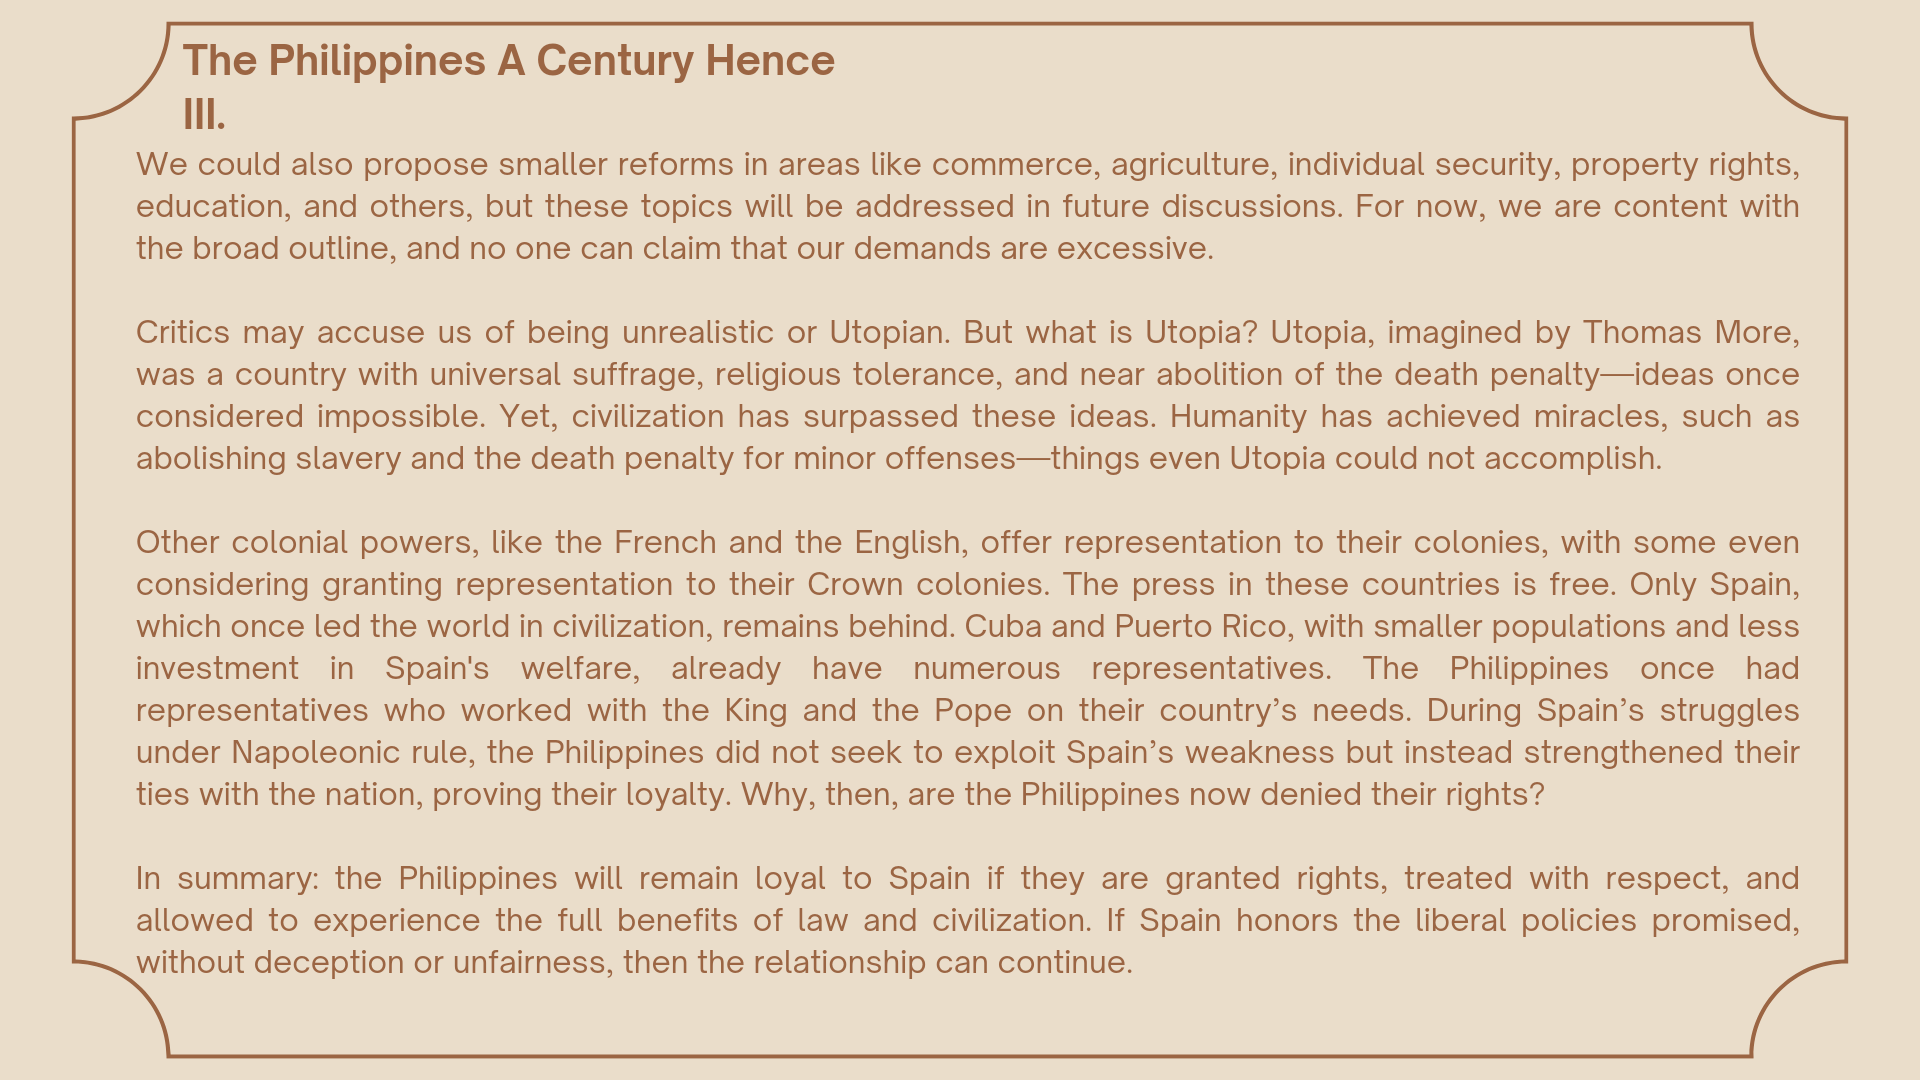 The Philippines A Century Hence
III.
We could also propose smaller reforms in areas like commerce, agriculture, individual security, property rights,
education, and others, but these topics will be addressed in future discussions. For now, we are content with
the broad outline, and no one can claim that our demands are excessive.
Critics may accuse us of being unrealistic or Utopian. But what is Utopia? Utopia, imagined by Thomas More,
was a country with universal suffrage, religious tolerance, and near abolition of the death penalty—ideas once
considered impossible. Yet, civilization has surpassed these ideas. Humanity has achieved miracles, such as
abolishing slavery and the death penalty for minor offenses—things even Utopia could not accomplish.
Other colonial powers, like the French and the English, offer representation to their colonies, with some even
considering granting representation to their Crown colonies. The press in these countries is free. Only Spain,
which once led the world in civilization, remains behind. Cuba and Puerto Rico, with smaller populations and less
investment in Spain's welfare, already have numerous representatives. The Philippines once had
representatives who worked with the King and the Pope on their country’s needs. During Spain’s struggles
under Napoleonic rule, the Philippines did not seek to exploit Spain’s weakness but instead strengthened their
ties with the nation, proving their loyalty. Why, then, are the Philippines now denied their rights?
In summary: the Philippines will remain loyal to Spain if they are granted rights, treated with respect, and
allowed to experience the full benefits of law and civilization. If Spain honors the liberal policies promised,
without deception or unfairness, then the relationship can continue.